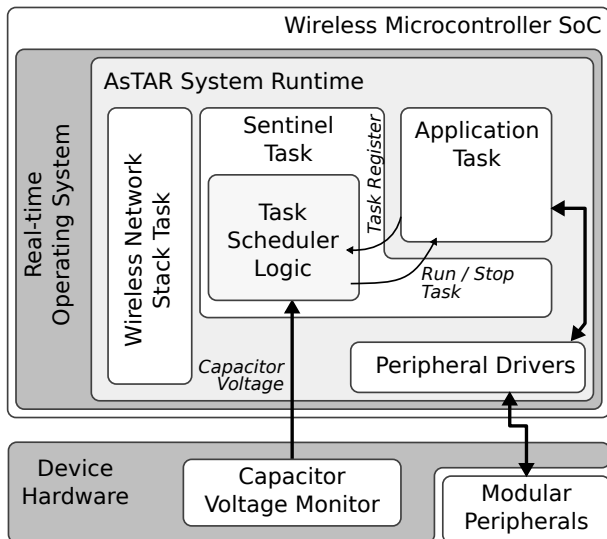 Wireless Microcontroller SoC
Real-time
Operating System
AsTAR System Runtime
Wireless Network
Stack Task
Sentinel
Task
Task Register
Application
Task
Task
Scheduler
Logic
Run / Stop
Task
Capacitor
Voltage
Peripheral Drivers
Device
Hardware
Capacitor
Voltage Monitor
Modular
Peripherals